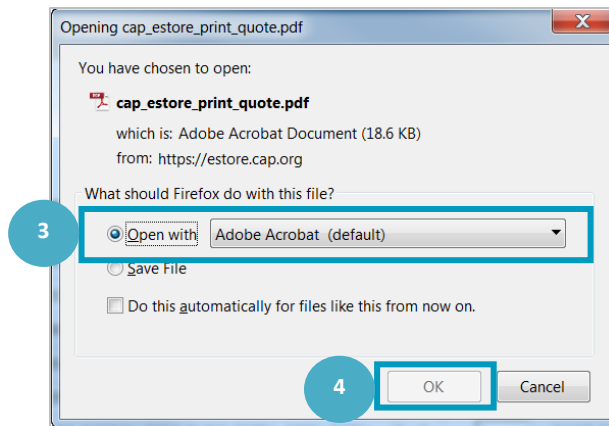 Opening cap_estore_print_quote.pdf
You have chosen to open:
cap_estore_print_quote.pdf
which is: Adobe Acrobat Document (18.6 KB)
from: https://estore.cap.org
What should Firefox do with this file?
3
Open with Adobe Acrobat (default)
Save File
Do this automatically for files like this from now on.
4
OK Cancel